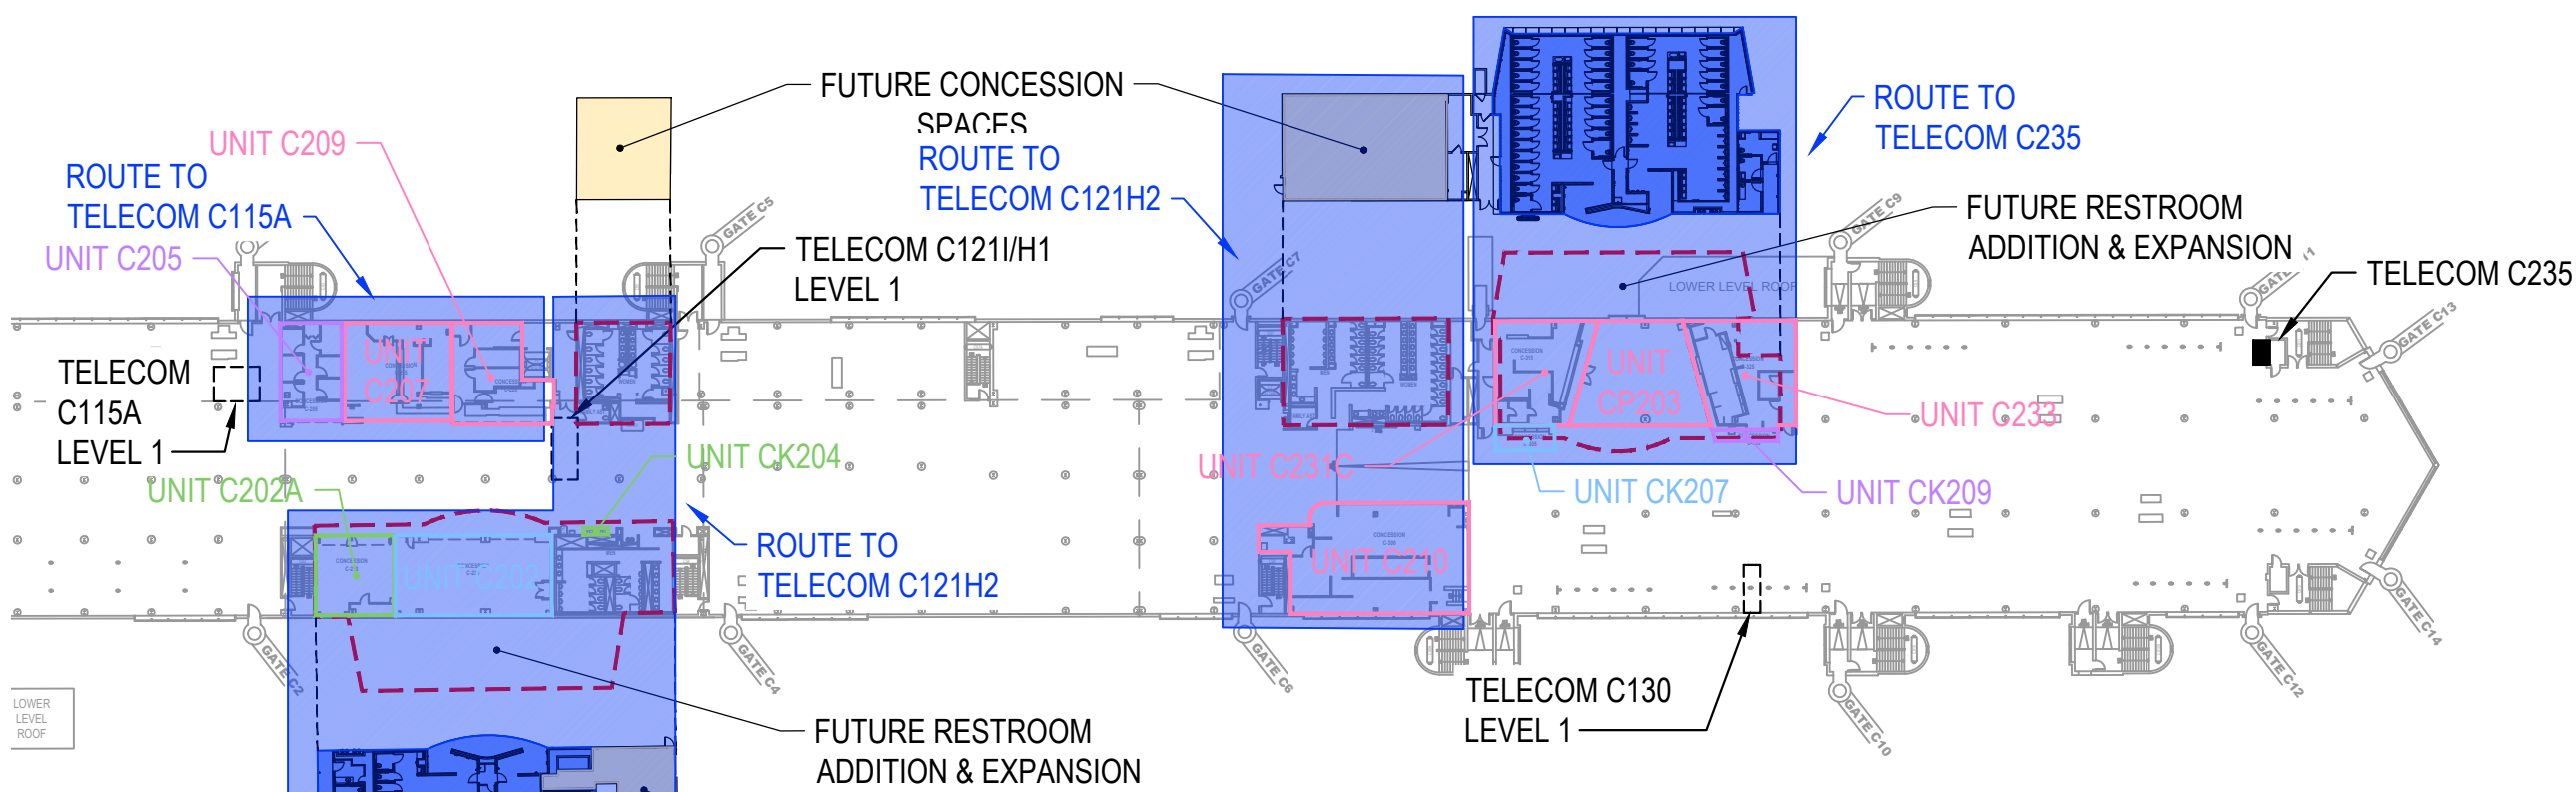 FUTURE CONCESSION
SPACES
ROUTE TO
TELECOM C121H2
ROUTE TO
TELECOM C235
UNIT C209
ROUTE TO
TELECOM C115A
UNIT C205
GATE C5
TELECOM C121I/H1
LEVEL 1
GATE C7
GATE C9
FUTURE RESTROOM
ADDITION & EXPANSION
LOWER LEVEL ROOF
TELECOM C235
GATE C13
TELECOM
C115A
LEVEL 1
UNIT
C207
UNIT
CP203
UNIT C233
UNIT CK204
UNIT C231C
UNIT C202A
UNIT CK207
UNIT CK209
ROUTE TO
TELECOM C121H2
UNIT C202
UNIT C210
CONCESSION
MEN
WOMEN
GATE C2
GATE C4
GATE C6
GATE C10
GATE C12
GATE C14
TELECOM C130
LEVEL 1
LOWER
LEVEL
ROOF
FUTURE RESTROOM
ADDITION & EXPANSION